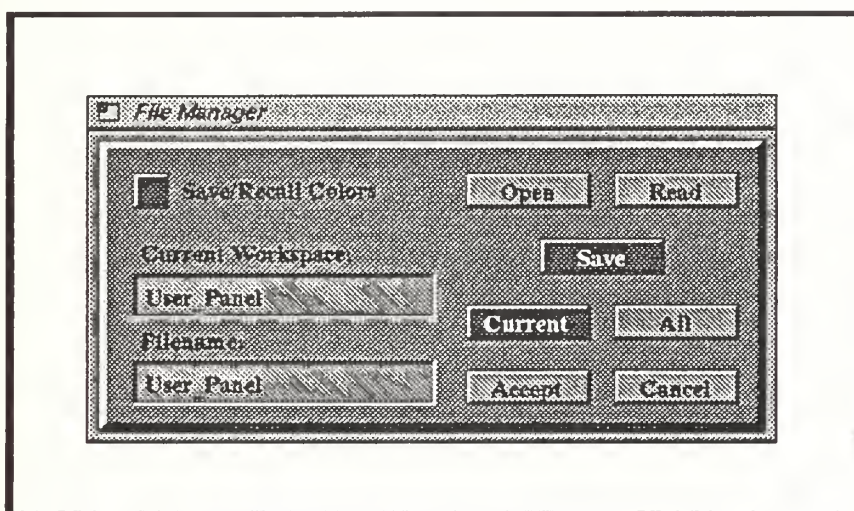 File Manager
Save/Recall Colors
Open
Read
Current Workspace:
Save
User_Panel
Current
All
Filename:
User_Panel
Accept
Cancel